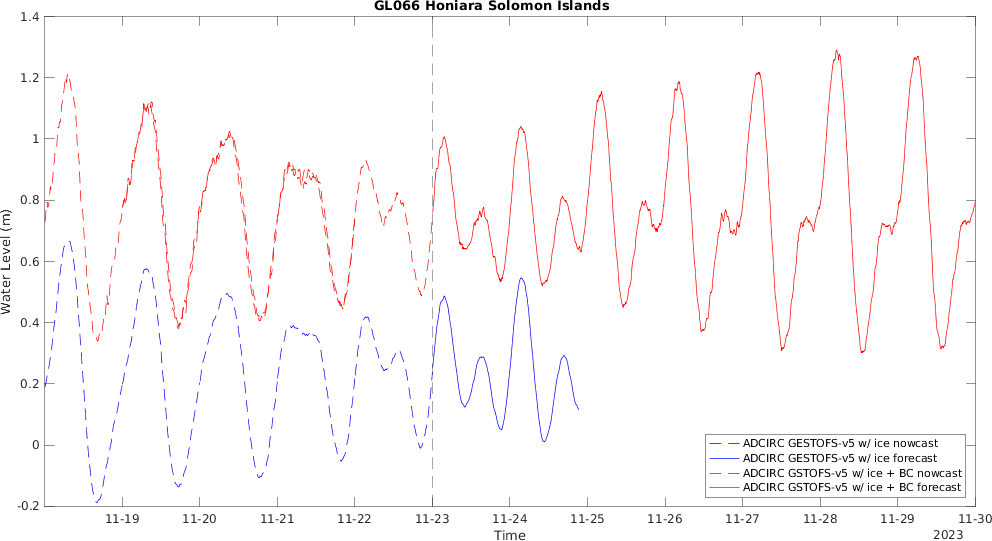 GL066 Honiara Solomon Islands
1.4
1.2
1
0.8
0.6
0.4
0.2
0
-0.2
Water Level (m)
ADCIRC GESTOFS-v5 w/ ice nowcast
ADCIRC GESTOFS-v5 w/ ice forecast
ADCIRC GSTOFS-v5 w/ ice + BC nowcast
ADCIRC GSTOFS-v5 w/ ice + BC forecast
11-19 11-20 11-21 11-22 11-23 11-24 11-25 11-26 11-27 11-28 11-29 11-30
Time
2023